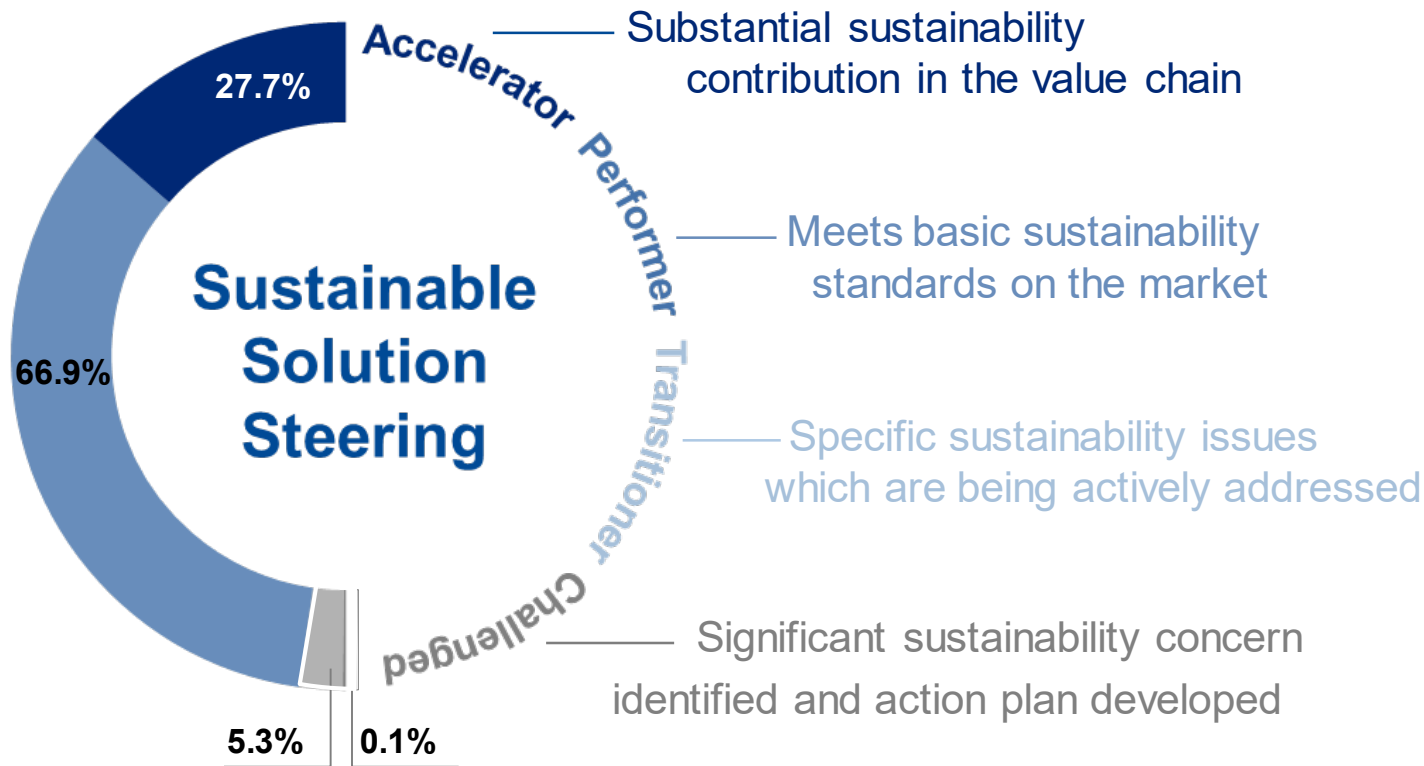 27.7%
66.9%
5.3%
0.1%
Sustainable
Solution
Steering
Accelerator
Substantial sustainability
contribution in the value chain
Performer
Meets basic sustainability
standards on the market
Transitioner
Specific sustainability issues
which are being actively addressed
Challenged
Significant sustainability concern
identified and action plan developed